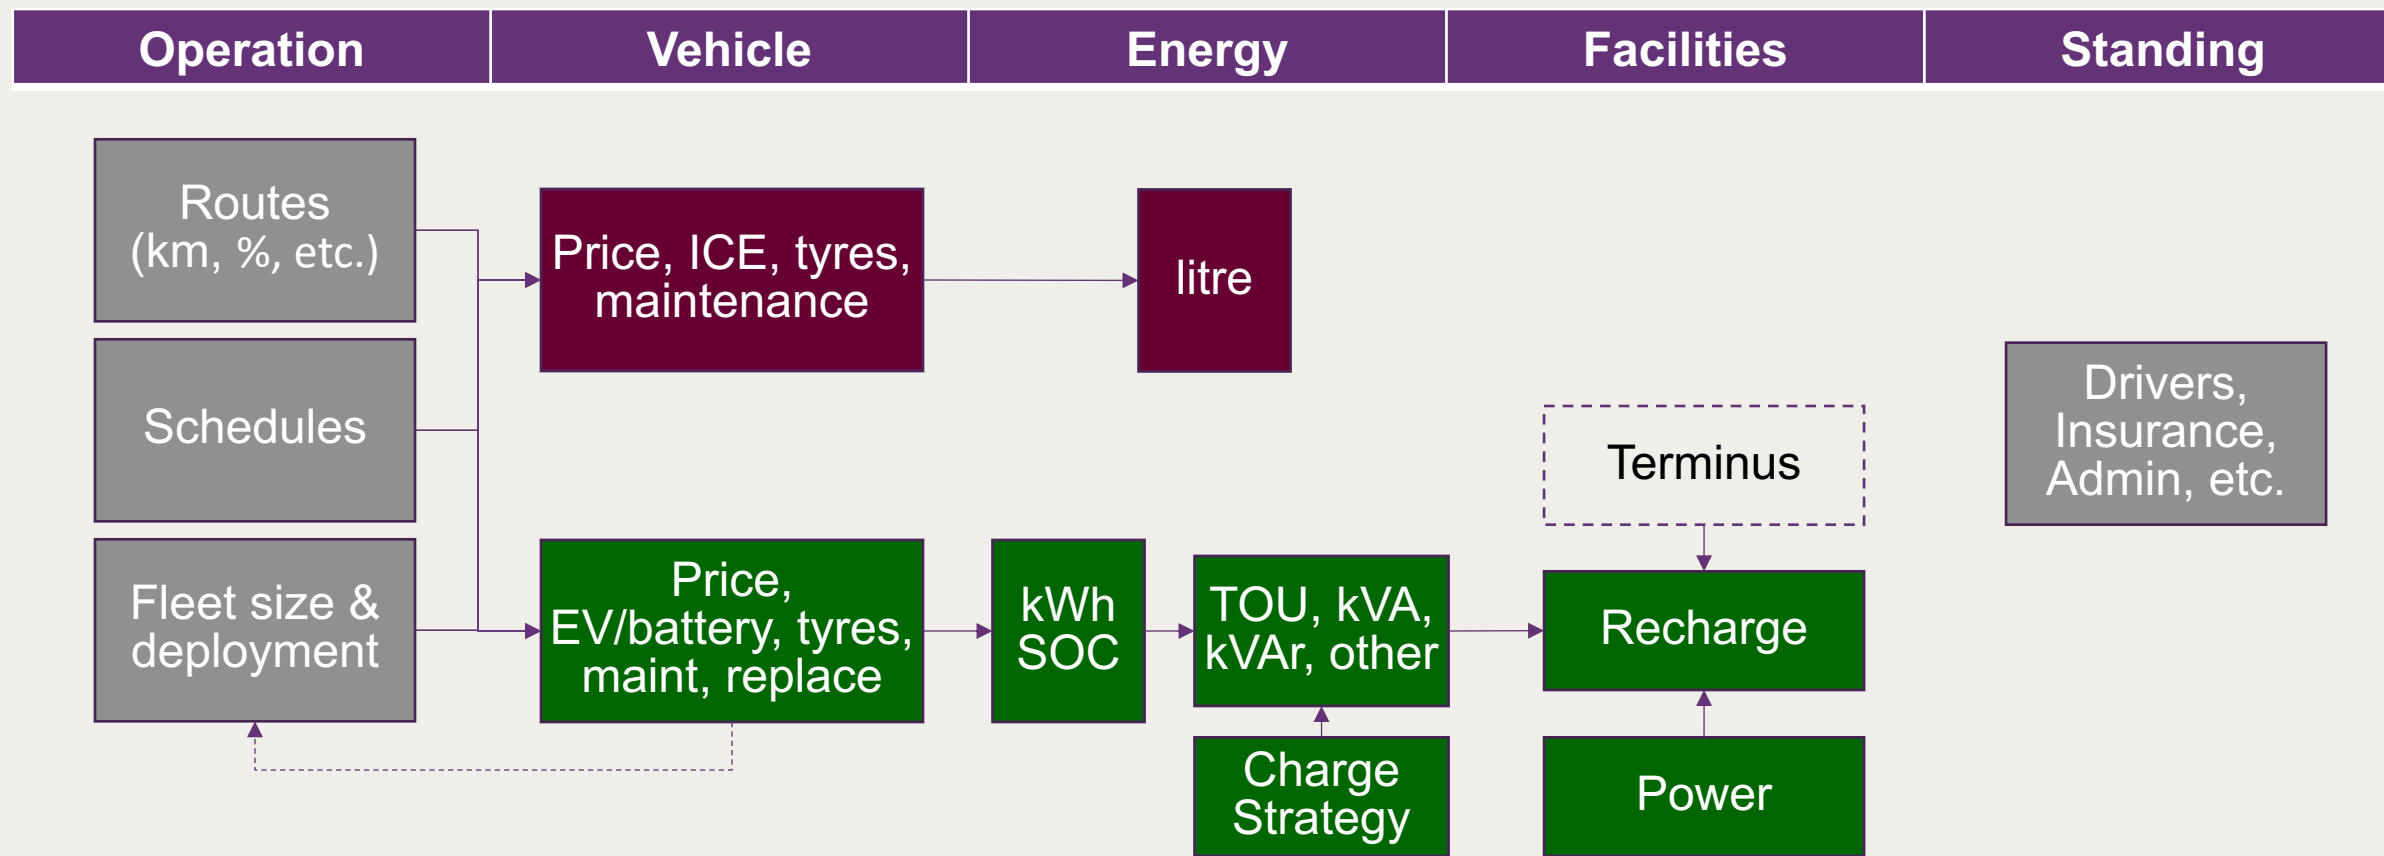 Operation
Vehicle
Energy
Facilities
Standing
Routes
(km, %, etc.)
Schedules
Fleet size &
deployment
Price, ICE, tyres,
maintenance
litre
Price,
EV/battery, tyres,
maint, replace
kWh
SOC
TOU, kVA,
kVAr, other
Charge
Strategy
Terminus
Recharge
Power
Drivers,
Insurance,
Admin, etc.